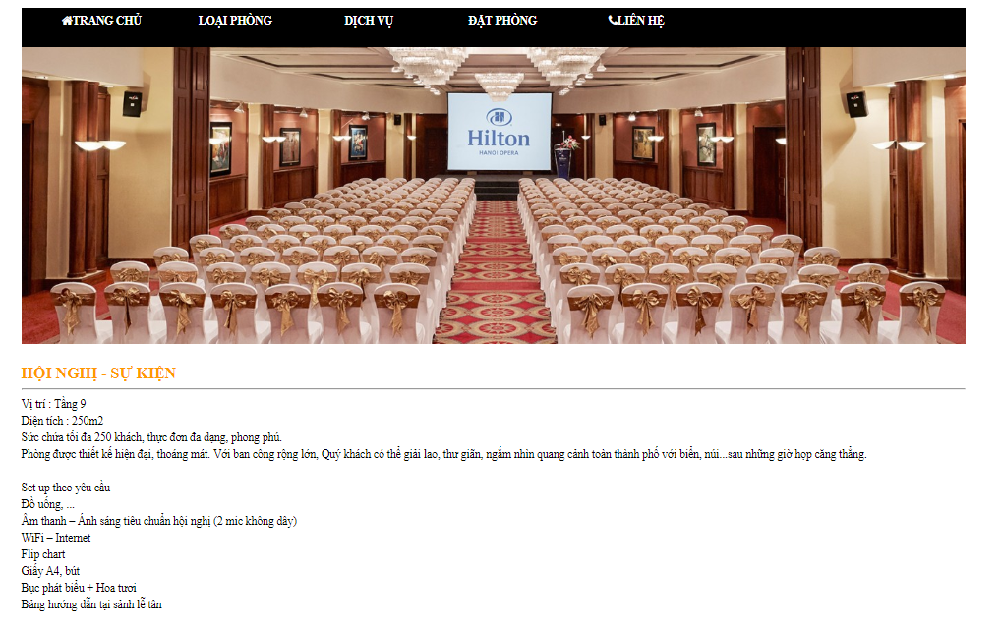 TRANG CHỦ LOẠI PHÒNG DỊCH VỤ ĐẶT PHÒNG LIÊN HỆ
Hilton
HANOI OPERA
HỘI NGHỊ - SỰ KIỆN
Vị trí : Tầng 9
Diện tích : 250m2
Sức chứa tối đa 250 khách, thực đơn đa dạng, phong phú.
Phòng được thiết kế hiện đại, thoáng mát. Với ban công rộng lớn, Quý khách có thể giải lao, thư giãn, ngắm nhìn quang cảnh toàn thành phố với biển, núi...sau những giờ họp căng thẳng.
Set up theo yêu cầu
Đồ uống, ...
Âm thanh – Ánh sáng tiêu chuẩn hội nghị (2 mic không dây)
WiFi – Internet
Flip chart
Giấy A4, bút
Bục phát biểu + Hoa tươi
Bảng hướng dẫn tại sảnh lễ tân